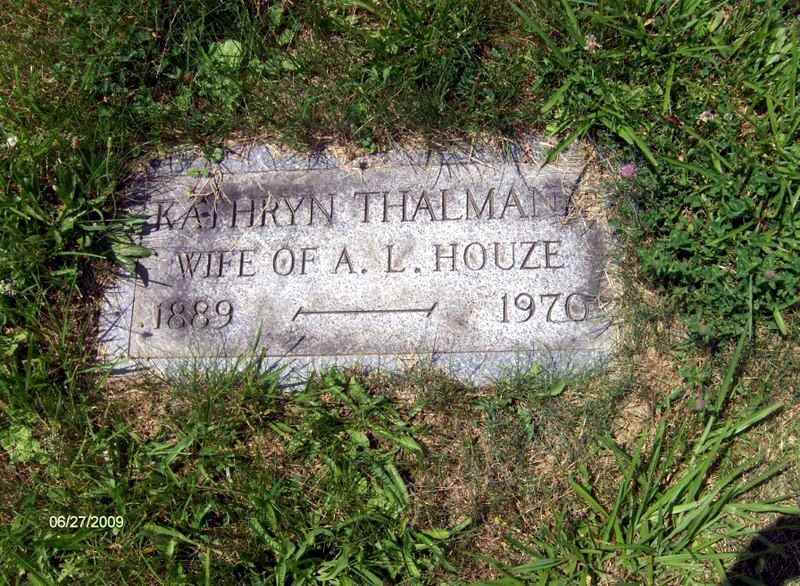 KATHRYN THALMAN
WIFE OF A. L. HOUZE
1889 — 1970
06/27/2009